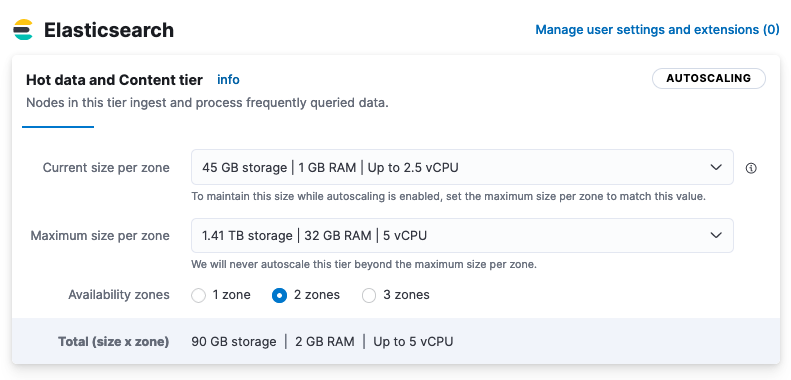 Elasticsearch
Manage user settings and extensions (0)
Hot data and Content tier info
AUTOSCALING
Nodes in this tier ingest and process frequently queried data.
Current size per zone
45 GB storage | 1 GB RAM | Up to 2.5 vCPU
To maintain this size while autoscaling is enabled, set the maximum size per zone to match this value.
Maximum size per zone
1.41 TB storage | 32 GB RAM | 5 vCPU
We will never autoscale this tier beyond the maximum size per zone.
Availability zones 1 zone 2 zones 3 zones
Total (size x zone) 90 GB storage | 2 GB RAM | Up to 5 vCPU